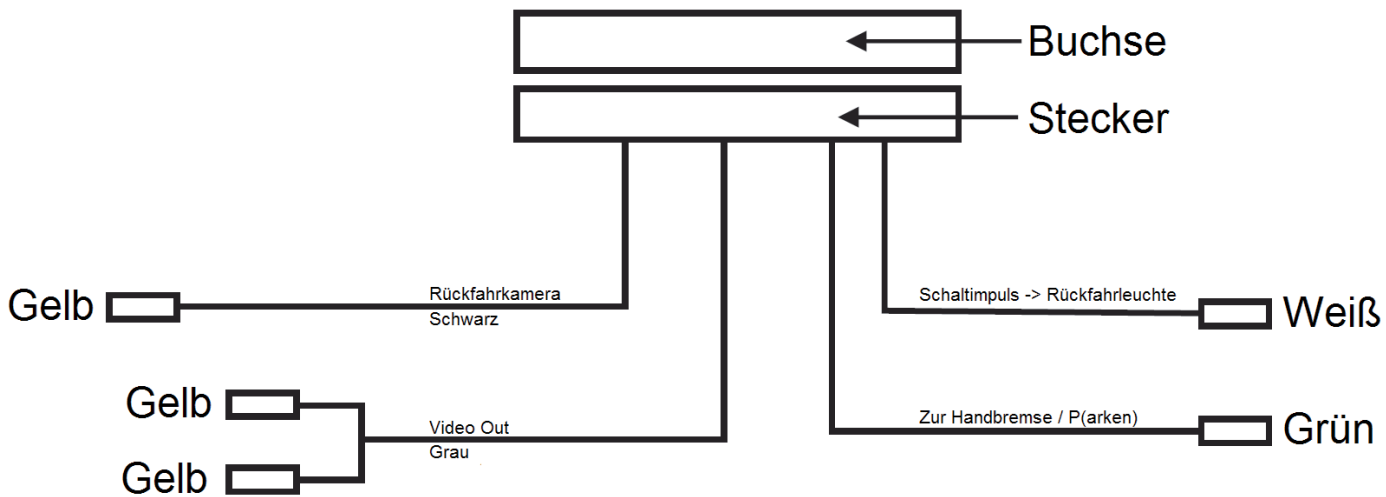 Buchse
Stecker
Gelb
Rückfahrkamera
Schwarz
Schaltimpuls -> Rückfahrleuchte
Weiß
Gelb
Video Out
Grau
Gelb
Zur Handbremse / P(arken)
Grün